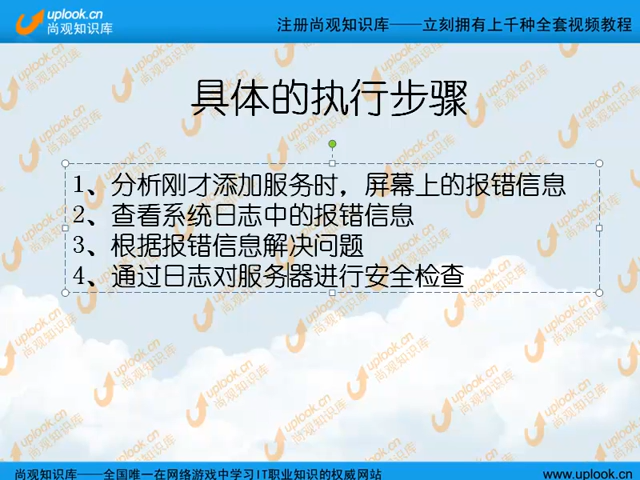 uplook.cn
尚观知识库
注册尚观知识库——立刻拥有上千种全套视频教程
具体的执行步骤
1、分析刚才添加服务时，屏幕上的报错信息
2、查看系统日志中的报错信息
3、根据报错信息解决问题
4、通过日志对服务器进行安全检查
尚观知识库——全国唯一在网络游戏中学习IT职业知识的权威网站
www.uplook.cn